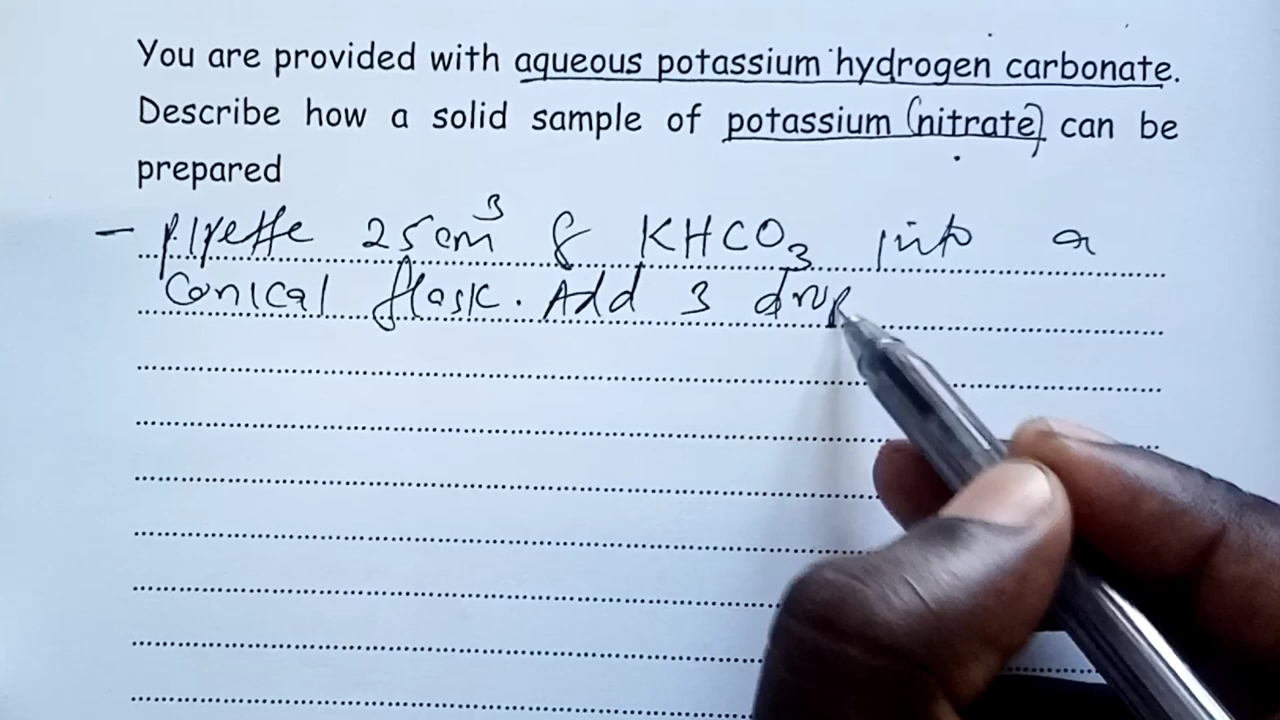 You are provided with aqueous potassium hydrogen carbonate.
Describe how a solid sample of potassium (nitrate) can be
prepared
- pipette 25cm³ of KHCO₃ into a
Conical flask. Add 3 drop